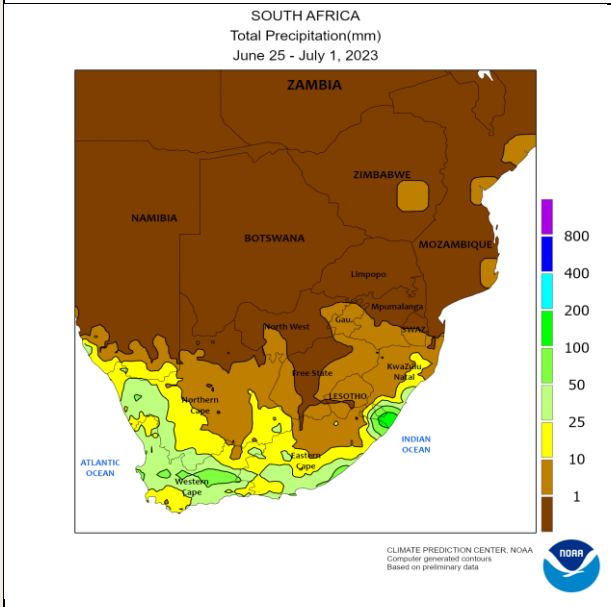 SOUTH AFRICA
Total Precipitation(mm)
June 25 - July 1, 2023
ZAMBIA
ZIMBABWE
NAMIBIA
BOTSWANA
MOZAMBIQUE
Limpopo
Mpumalanga
Gau.
North West
SWAZ.
Free State
KwaZulu
Natal
Northern
Cape
LESOTHO
Eastern
Cape
Western
Cape
ATLANTIC
OCEAN
INDIAN
OCEAN
800
400
200
100
50
25
10
1
CLIMATE PREDICTION CENTER, NOAA
Computer generated contours
Based on preliminary data
NOAA